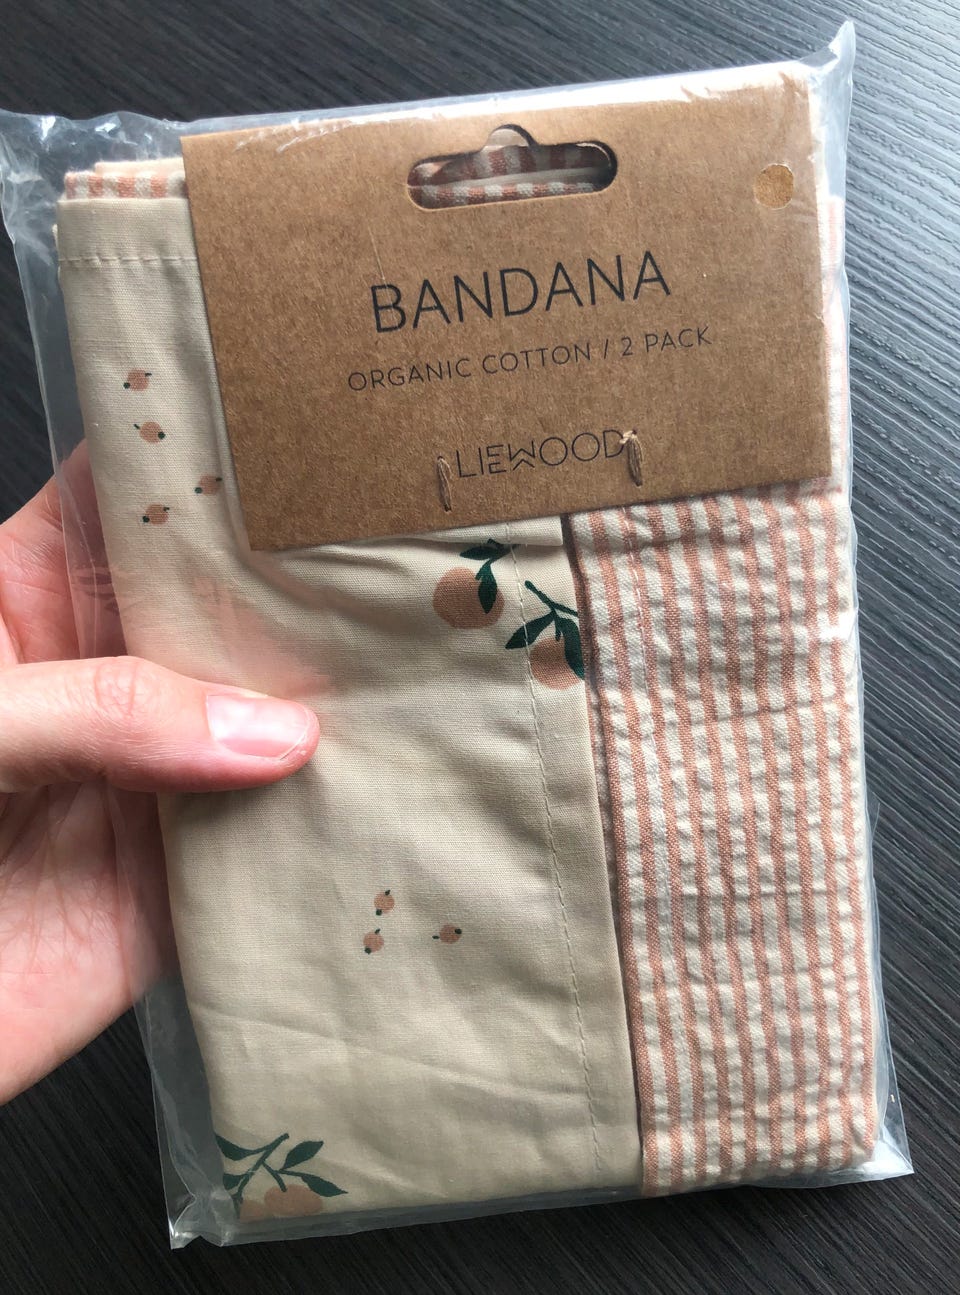 BANDANA
ORGANIC COTTON / 2 PACK
LIEWOOD